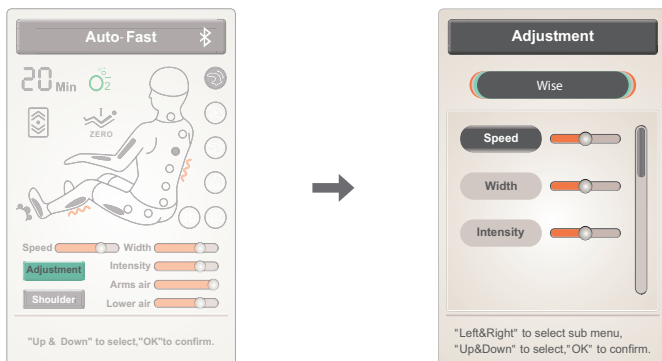 Auto-Fast
20 Min O2
ZERO
Speed Width
Adjustment Intensity
Arms air
Shoulder Lower air
"Up & Down" to select,"OK"to confirm.
Adjustment
Wise
Speed
Width
Intensity
"Left&Right" to select sub menu,
"Up&Down" to select,"OK" to confirm.